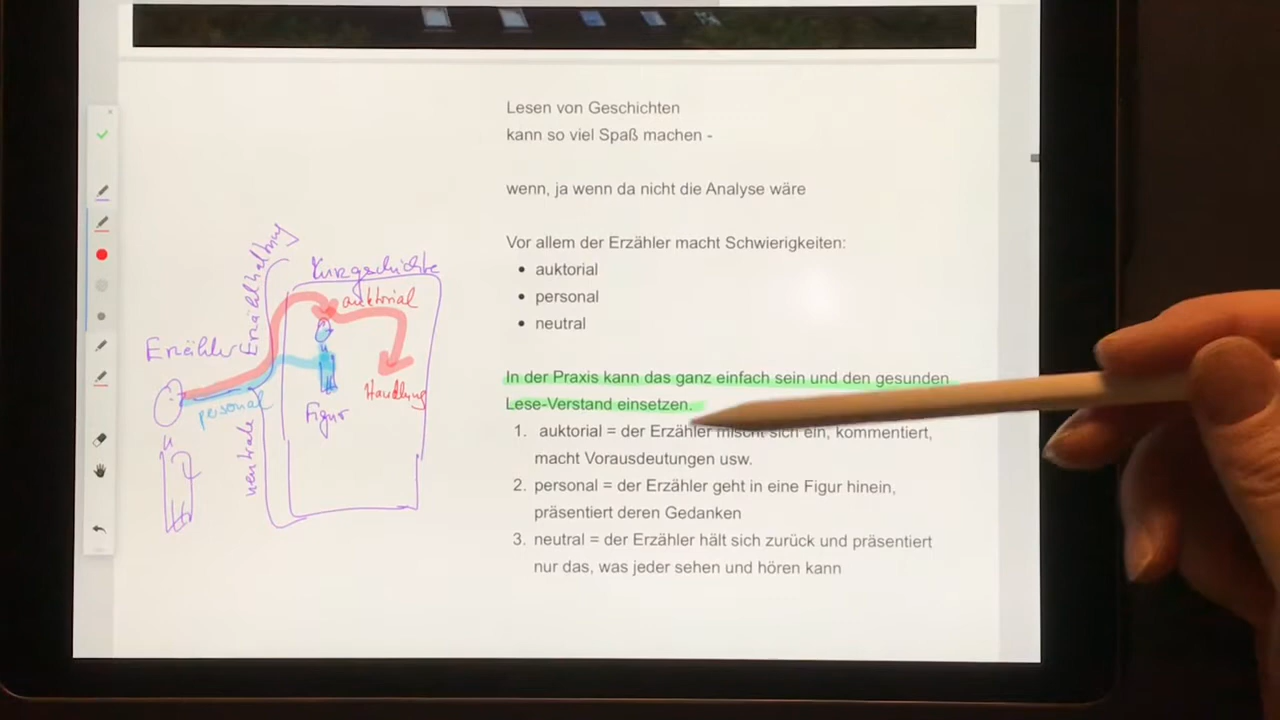 Lesen von Geschichten
kann so viel Spaß machen -
wenn, ja wenn da nicht die Analyse wäre
Vor allem der Erzähler macht Schwierigkeiten:
• auktorial
• personal
• neutral
In der Praxis kann das ganz einfach sein und den gesunden
Lese-Verstand einsetzen.
1. auktorial = der Erzähler mischt sich ein, kommentiert,
macht Vorausdeutungen usw.
2. personal = der Erzähler geht in eine Figur hinein,
präsentiert deren Gedanken
3. neutral = der Erzähler hält sich zurück und präsentiert
nur das, was jeder sehen und hören kann
Erzählhaltung
Kurzgschichte
auktorial
Erzähler
personal
Figur
Handlung
neutrale